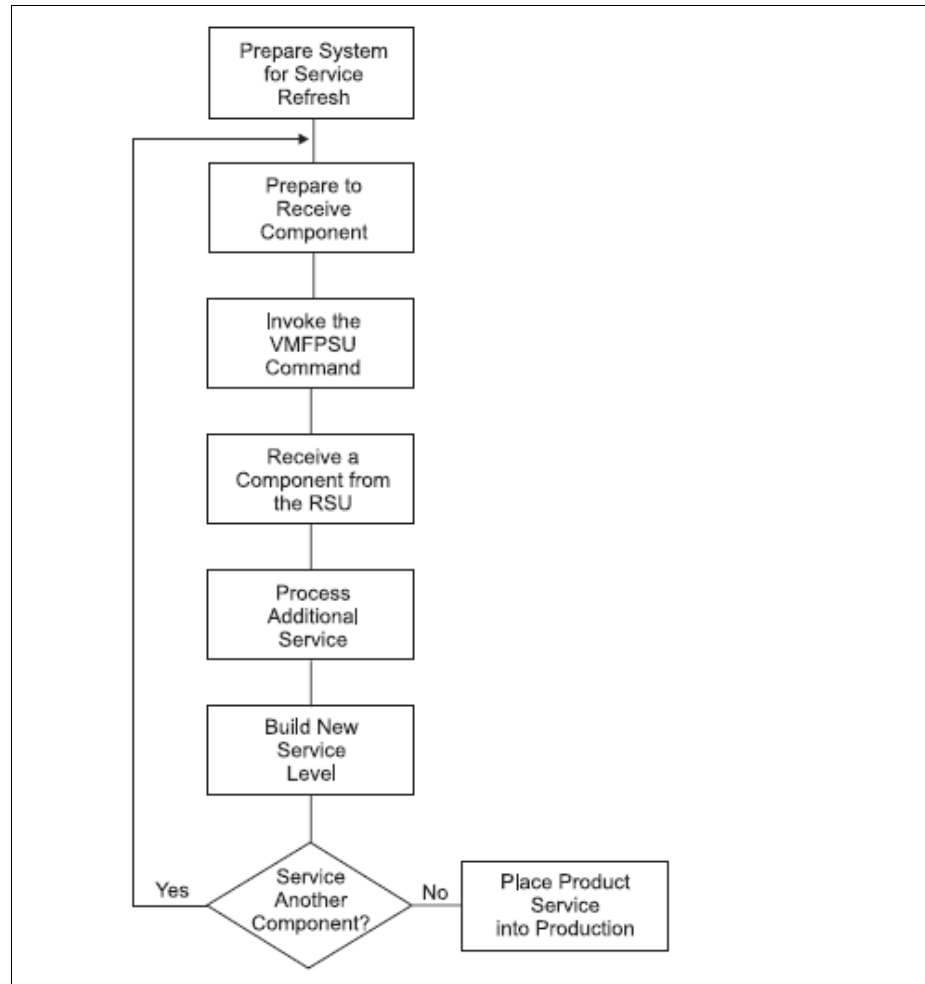 Prepare System
for Service
Refresh
Prepare to
Receive
Component
Invoke the
VMFPSU
Command
Receive a
Component from
the RSU
Process
Additional
Service
Build New
Service
Level
Yes
Service
Another
Component?
No
Place Product
Service
into Production